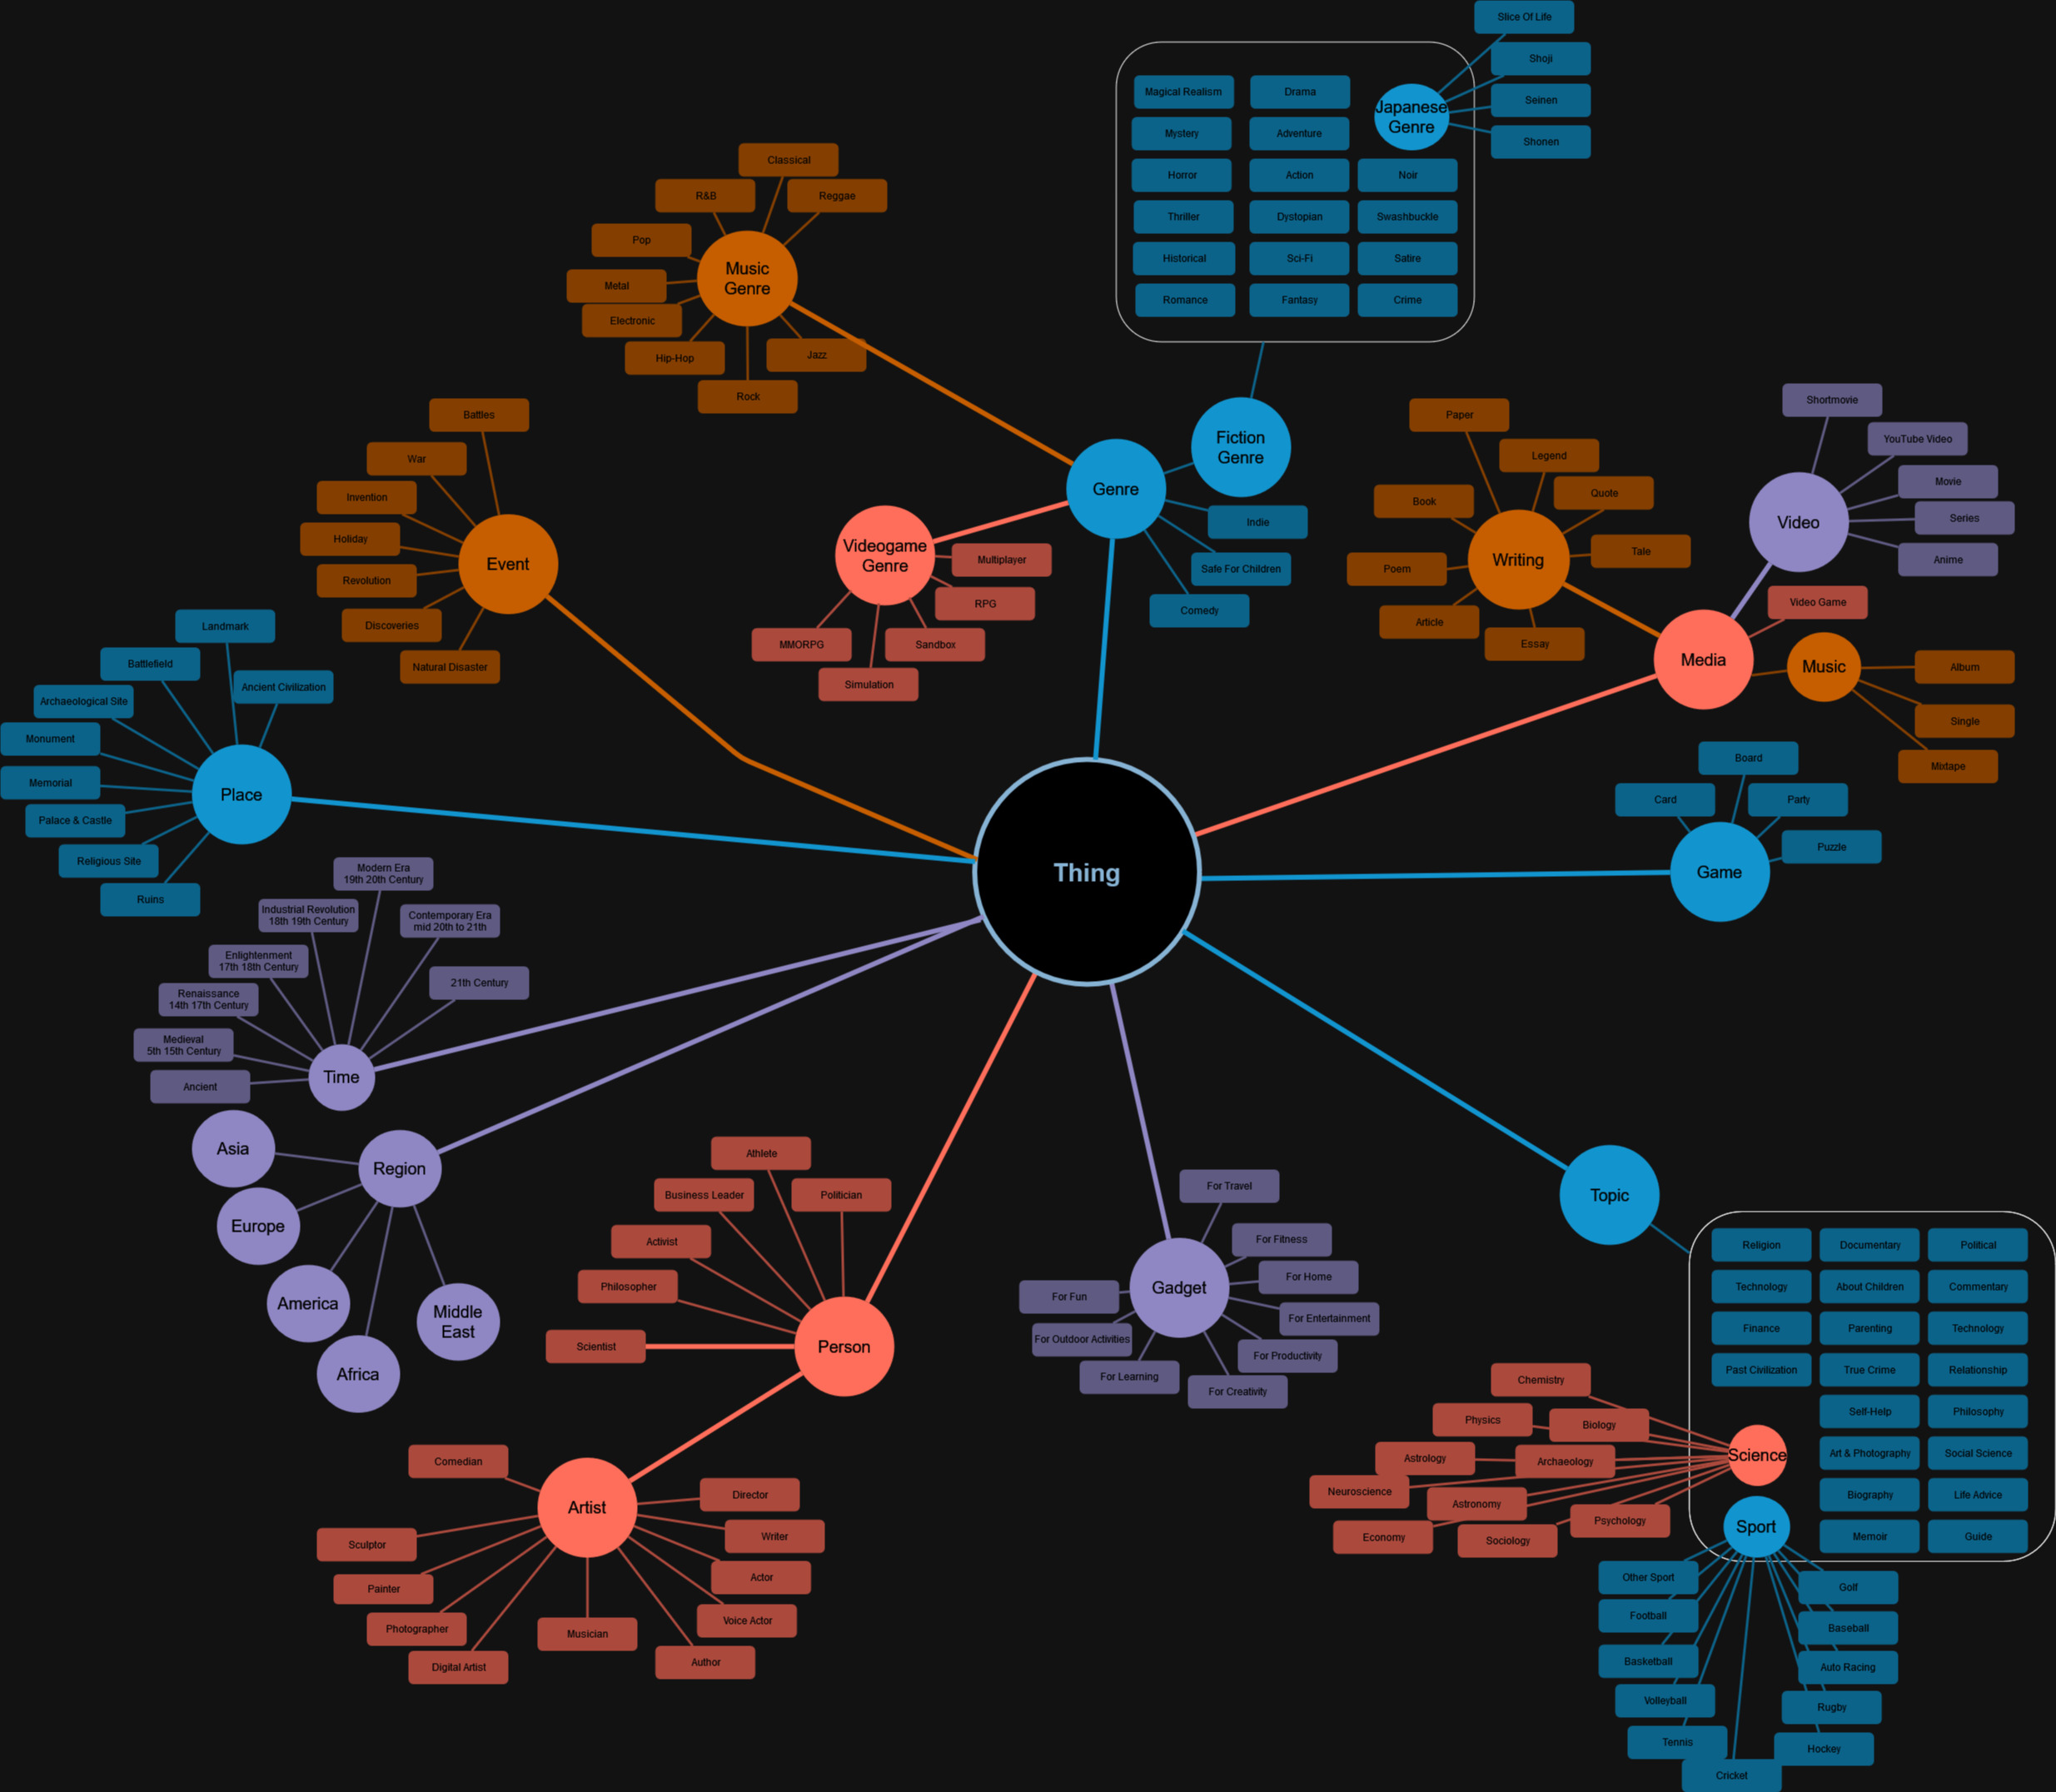 Slice Of Life
Shoji
Seinen
Shonen
Japanese
Genre
Magical Realism
Drama
Mystery
Adventure
Horror
Action
Noir
Thriller
Dystopian
Swashbuckle
Historical
Sci-Fi
Satire
Romance
Fantasy
Crime
Classical
R&B
Reggae
Pop
Metal
Electronic
Hip-Hop
Jazz
Rock
Music
Genre
Fiction
Genre
Genre
Indie
Safe For Children
Comedy
Videogame
Genre
Multiplayer
RPG
Sandbox
MMORPG
Simulation
Battles
War
Invention
Holiday
Revolution
Discoveries
Natural Disaster
Event
Paper
Legend
Quote
Book
Tale
Poem
Article
Essay
Writing
Shortmovie
YouTube Video
Movie
Series
Anime
Video
Video Game
Media
Music
Album
Single
Mixtape
Landmark
Battlefield
Ancient Civilization
Archaeological Site
Monument
Memorial
Palace & Castle
Religious Site
Ruins
Place
Board
Card
Party
Puzzle
Game
Thing
Modern Era
19th 20th Century
Industrial Revolution
18th 19th Century
Contemporary Era
mid 20th to 21th
Enlightenment
17th 18th Century
21th Century
Renaissance
14th 17th Century
Medieval
5th 15th Century
Ancient
Time
Asia
Region
Europe
America
Middle
East
Africa
Athlete
Business Leader
Politician
Activist
Philosopher
Scientist
Person
For Travel
For Fitness
For Home
For Fun
For Entertainment
For Outdoor Activities
For Productivity
For Learning
For Creativity
Gadget
Topic
Religion
Documentary
Political
Technology
About Children
Commentary
Finance
Parenting
Technology
Past Civilization
True Crime
Relationship
Self-Help
Philosophy
Art & Photography
Social Science
Biography
Life Advice
Memoir
Guide
Chemistry
Physics
Biology
Astrology
Archaeology
Neuroscience
Astronomy
Economy
Sociology
Psychology
Science
Sport
Other Sport
Golf
Football
Baseball
Basketball
Auto Racing
Volleyball
Rugby
Tennis
Hockey
Cricket
Comedian
Artist
Director
Writer
Sculptor
Actor
Painter
Voice Actor
Photographer
Musician
Digital Artist
Author